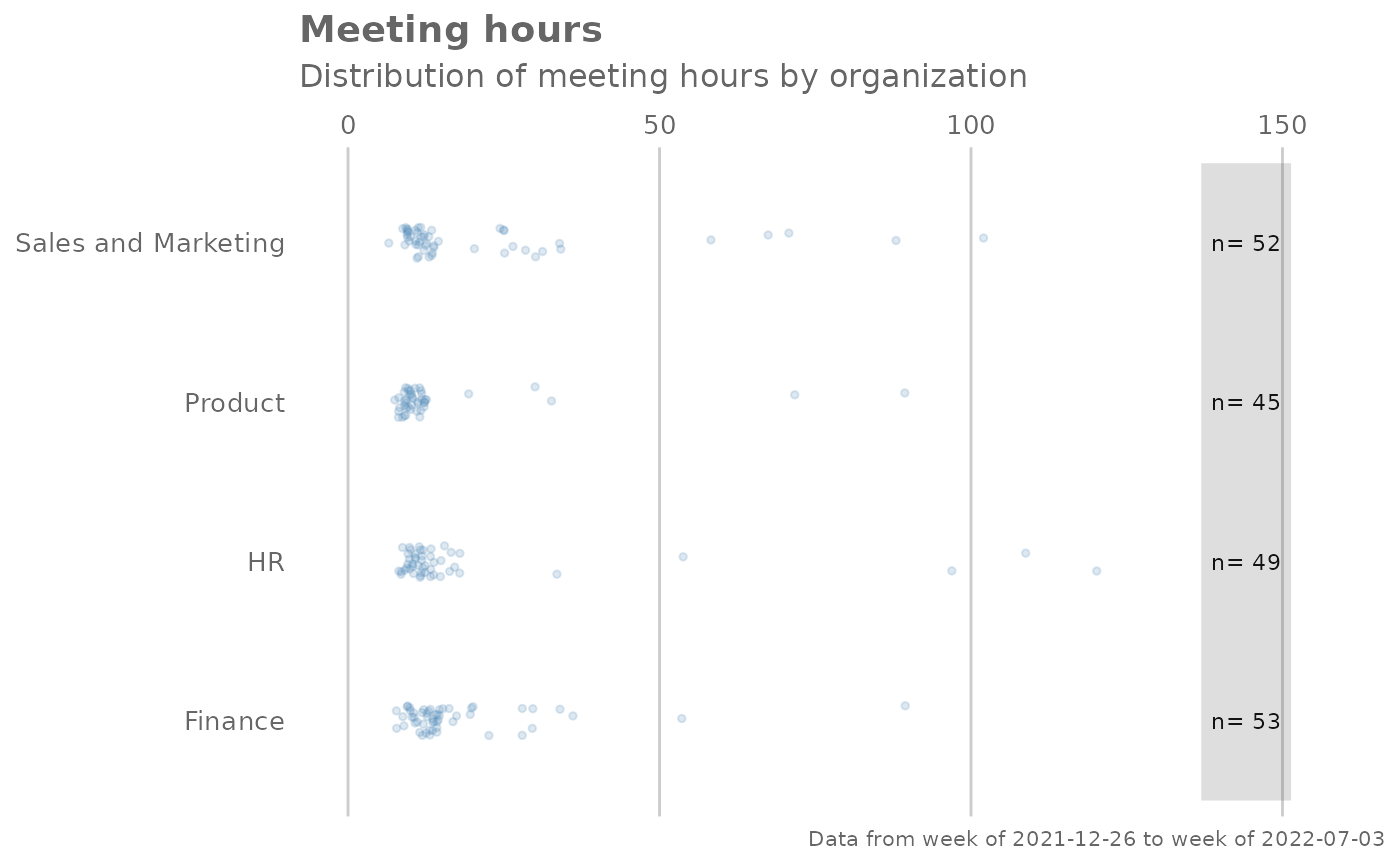 Meeting hours
Distribution of meeting hours by organization
0 50 100 150
Sales and Marketing n= 52
Product n= 45
HR n= 49
Finance n= 53
Data from week of 2021-12-26 to week of 2022-07-03